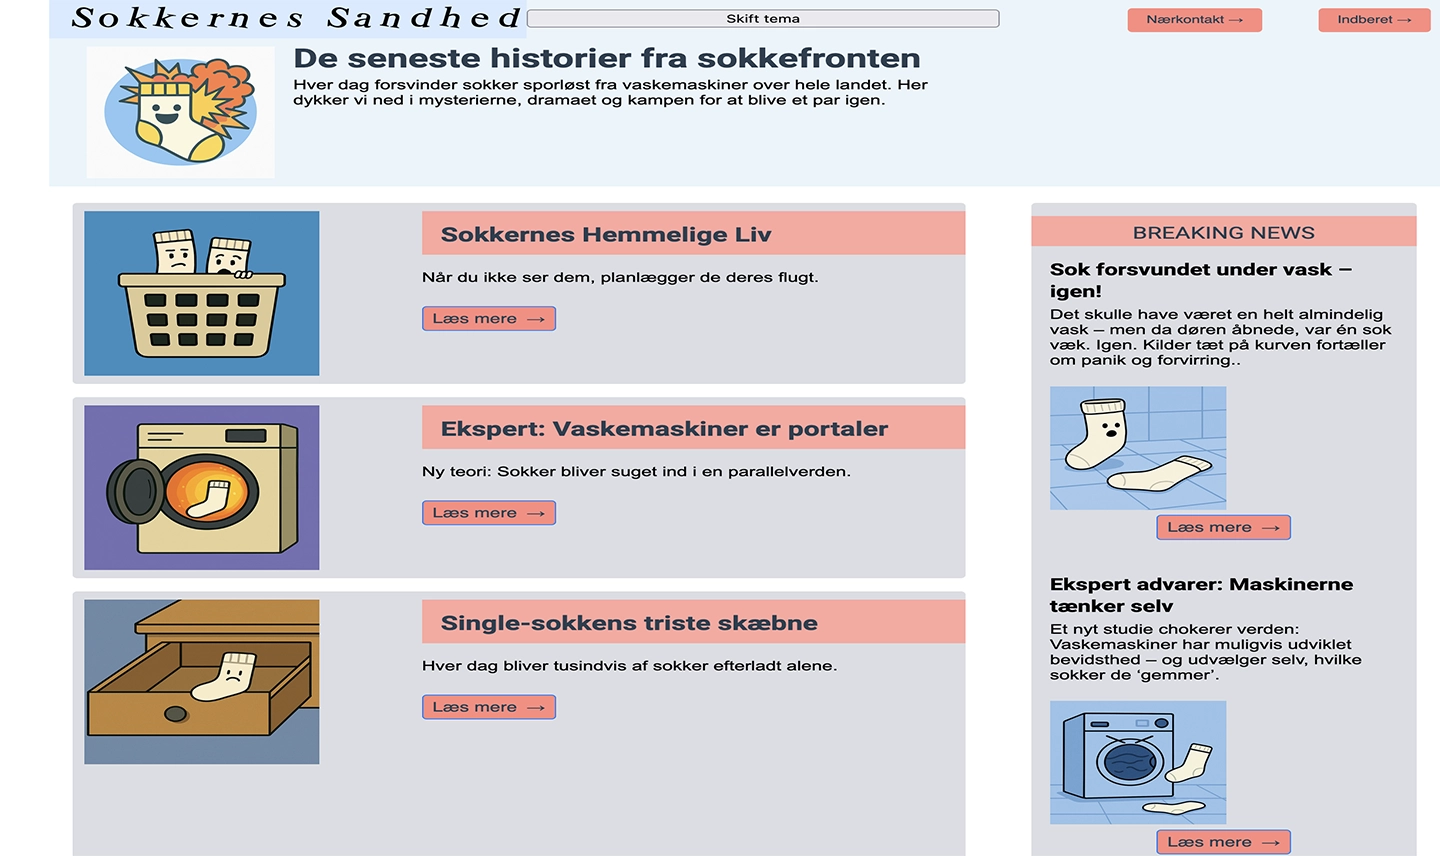 Sokkernes Sandhed
Skift tema
Nærkontakt →
Indberet →
De seneste historier fra sokkefronten
Hver dag forsvinder sokker sporløst fra vaskemaskiner over hele landet. Her
dykker vi ned i mysterierne, dramaet og kampen for at blive et par igen.
Sokkernes Hemmelige Liv
Når du ikke ser dem, planlægger de deres flugt.
Læs mere →
Ekspert: Vaskemaskiner er portaler
Ny teori: Sokker bliver suget ind i en parallelverden.
Læs mere →
Single-sokkens triste skæbne
Hver dag bliver tusindvis af sokker efterladt alene.
Læs mere →
BREAKING NEWS
Sok forsvundet under vask –
igen!
Det skulle have været en helt almindelig
vask – men da døren åbnede, var én sok
væk. Igen. Kilder tæt på kurven fortæller
om panik og forvirring..
Læs mere →
Ekspert advarer: Maskinerne
tænker selv
Et nyt studie chokerer verden:
Vaskemaskiner har muligvis udviklet
bevidsthed – og udvælger selv, hvilke
sokker de ‘gemmer’.
Læs mere →